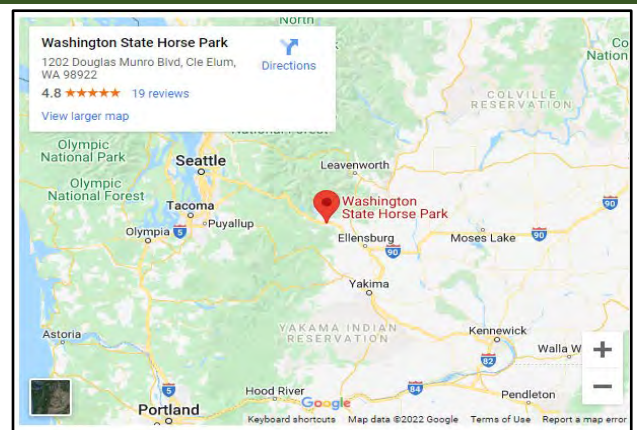 North
Washington State Horse Park
1202 Douglas Munro Blvd, Cle Elum,
WA 98922
Directions
4.8 ★★★★★ 19 reviews
View larger map
Co
Nation
COLVILLE
RESERVATION
National Forest
Olympic
National Park
Seattle
Leavenworth
Olympic
National Forest
Washington
State Horse Park
90
Tacoma
Puyallup
Olympia
5
Ellensburg
90
Moses Lake
90
Yakima
YAKAMA INDIAN
RESERVATION
Astoria
Kennewick
82
Walla W
+
−
5
Hood River
84
Pendleton
Portland
Google
Keyboard shortcuts Map data ©2022 Google Terms of Use Report a map error